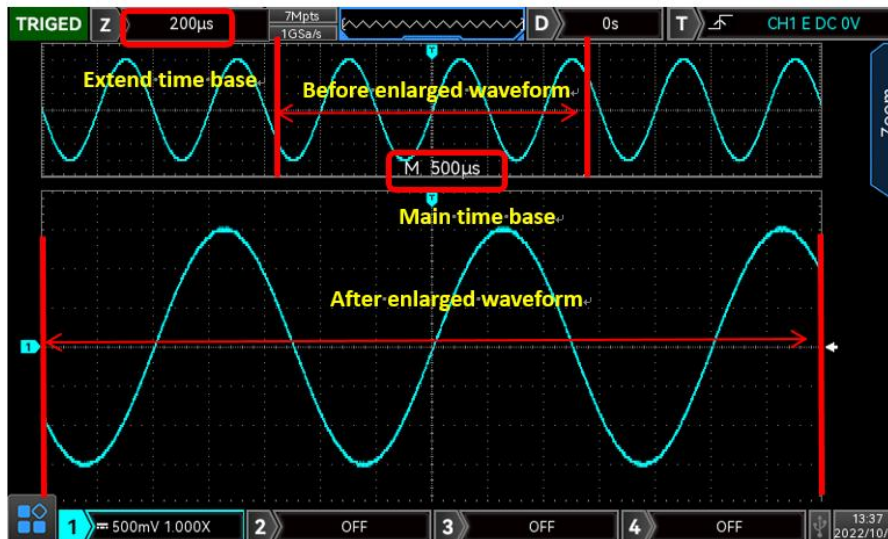 TRIGED Z 200μs 7Mpts D 0s T CH1 E DC 0V
1GSa/s
T
Extend time base
Before enlarged waveform
Zoom
M 500μs
T
Main time base
After enlarged waveform
1
1 500mV 1.000X 2 OFF 3 OFF 4 OFF 13:37
2022/10/